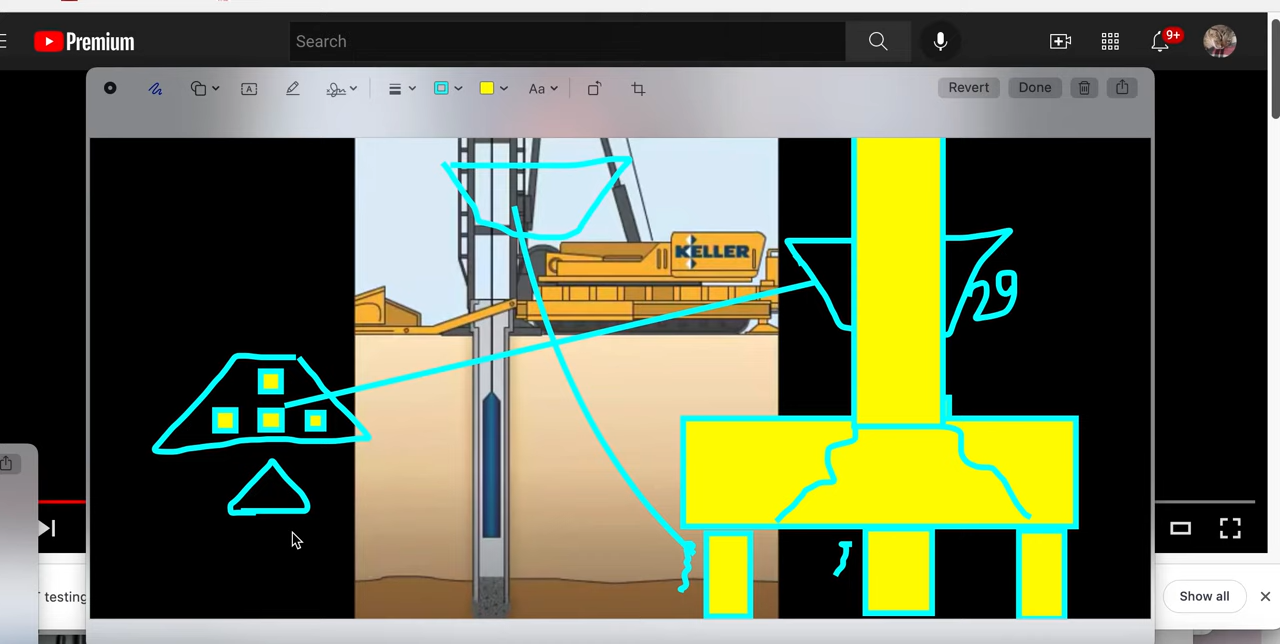 Premium
Search
9+
A
Aa
Revert
Done
KELLER
29
testing
Show all